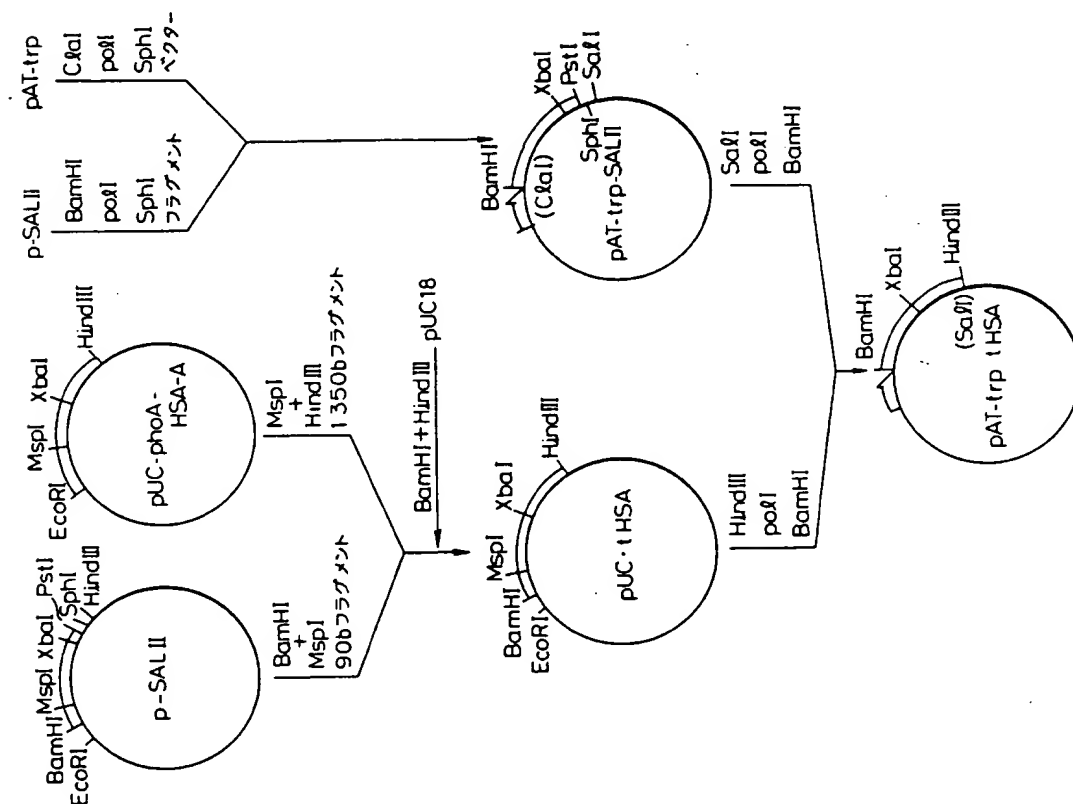 p-SALII
BamHI
polI
SphI
フラグメント
pAT-trp
ClaI
polI
SphI
ベクター
EcoRI
BamHI
MspI
XbaI
PstI
SphI
HindIII
p-SALII
EcoRI
MspI
XbaI
HindIII
pUC-phoA-
HSA-A
BamHI
+
MspI
90bフラグメント
MspI
+
HindIII
1350bフラグメント
BamHI+HindIII
pUC18
BamHI
(ClaI)
XbaI
PstI
SphI
SalI
pAT-trp-SALII
EcoRI
BamHI
MspI
XbaI
HindIII
pUC・tHSA
HindIII
polI
BamHI
SalI
polI
BamHI
BamHI
XbaI
HindIII
(SalI)
pAT-trp tHSA